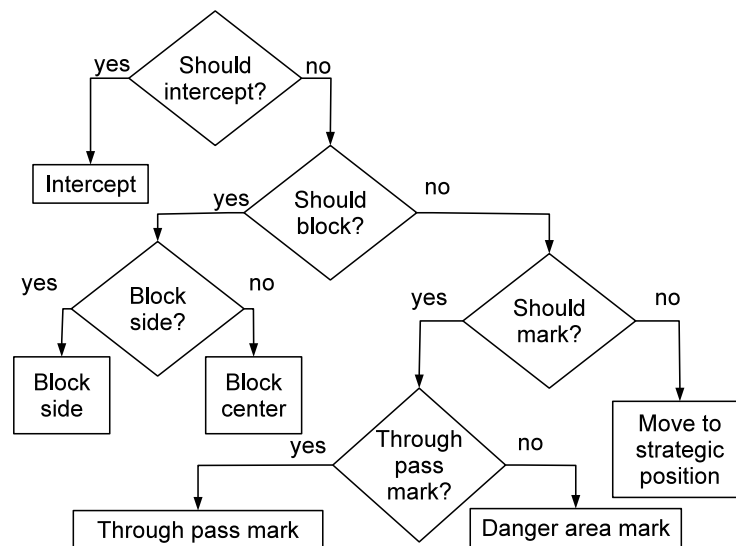 yes
Should
intercept?
no
Intercept
yes
Should
block?
no
yes
Block
side?
no
yes
Should
mark?
no
Block
side
Block
center
Move to
strategic
position
yes
Through
pass
mark?
no
Through pass mark
Danger area mark